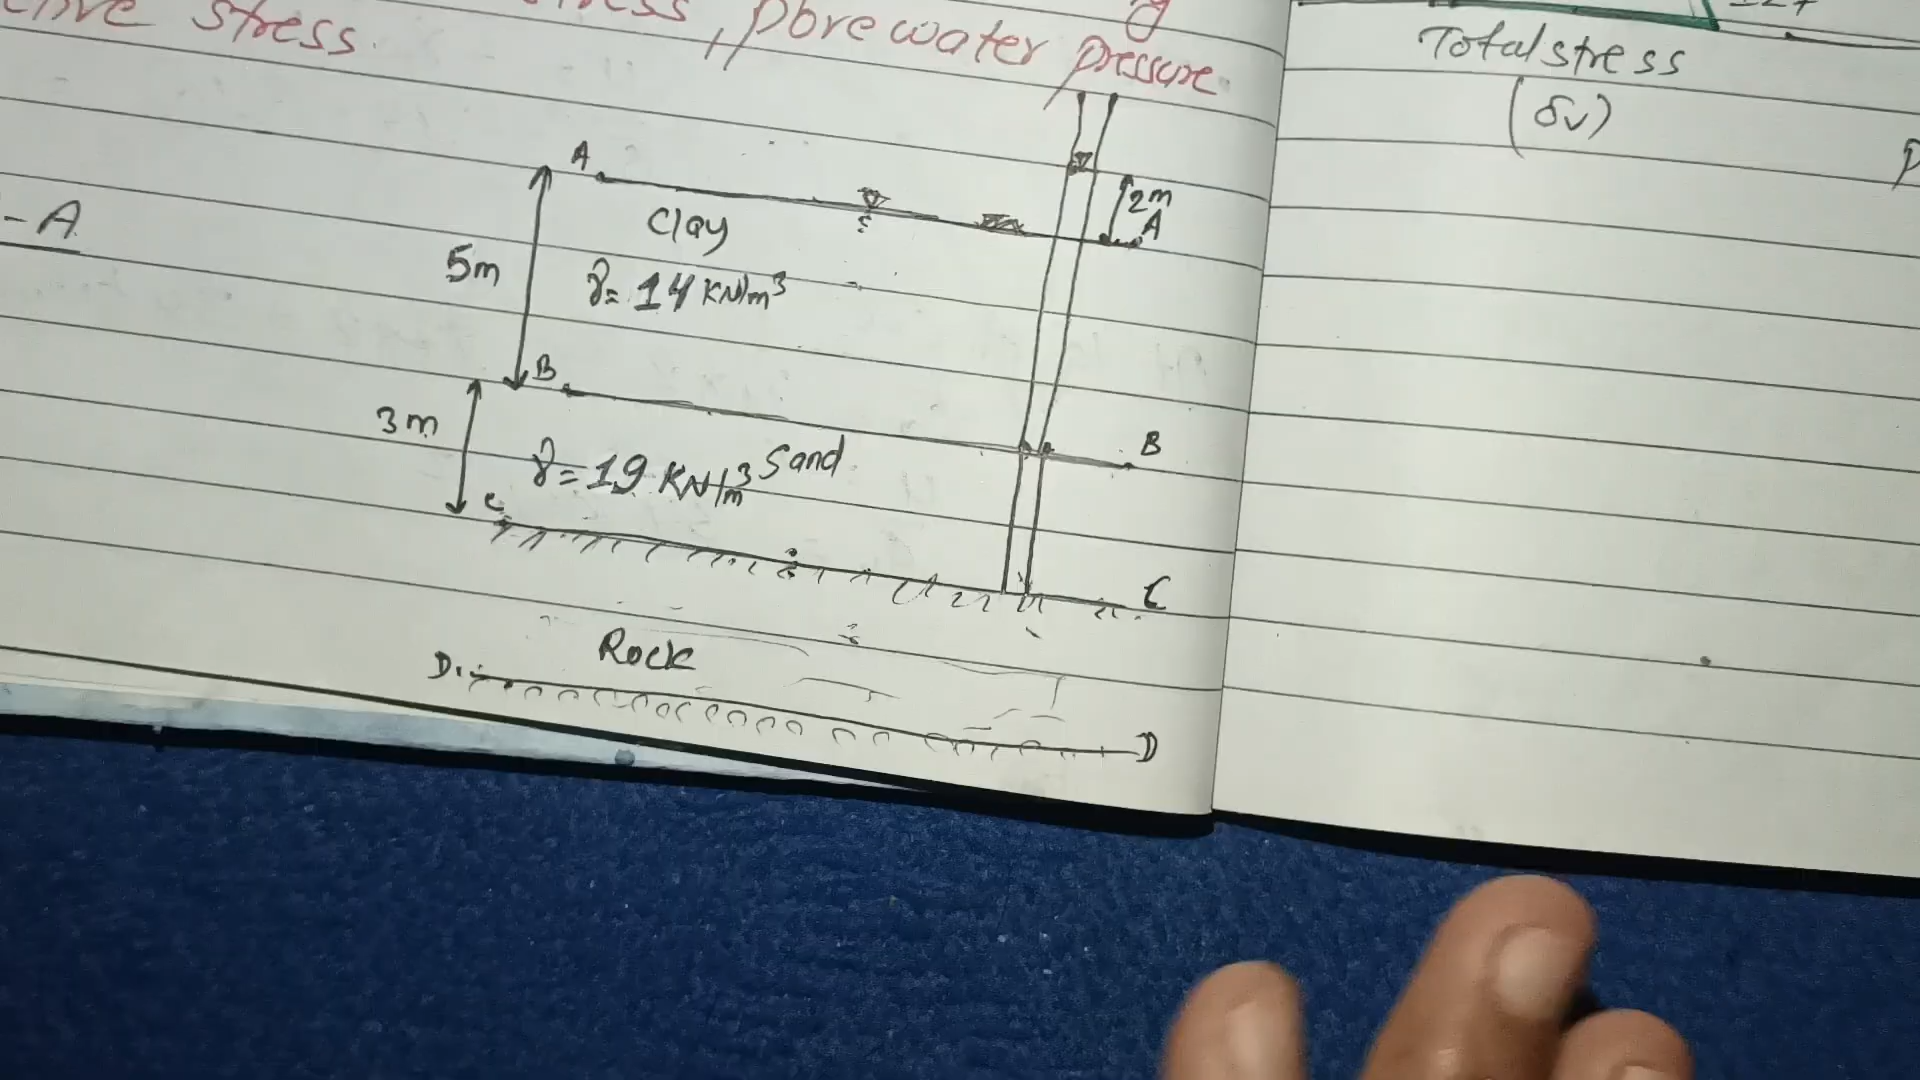 stress, pore water pressure
stress.
A
2m
A
- A
Clay
5m
γ = 14 KN/m³
B
B
3m
Sand
γ = 19 KN/m³
C
C
Rock
D
D
Total stress
(σv)